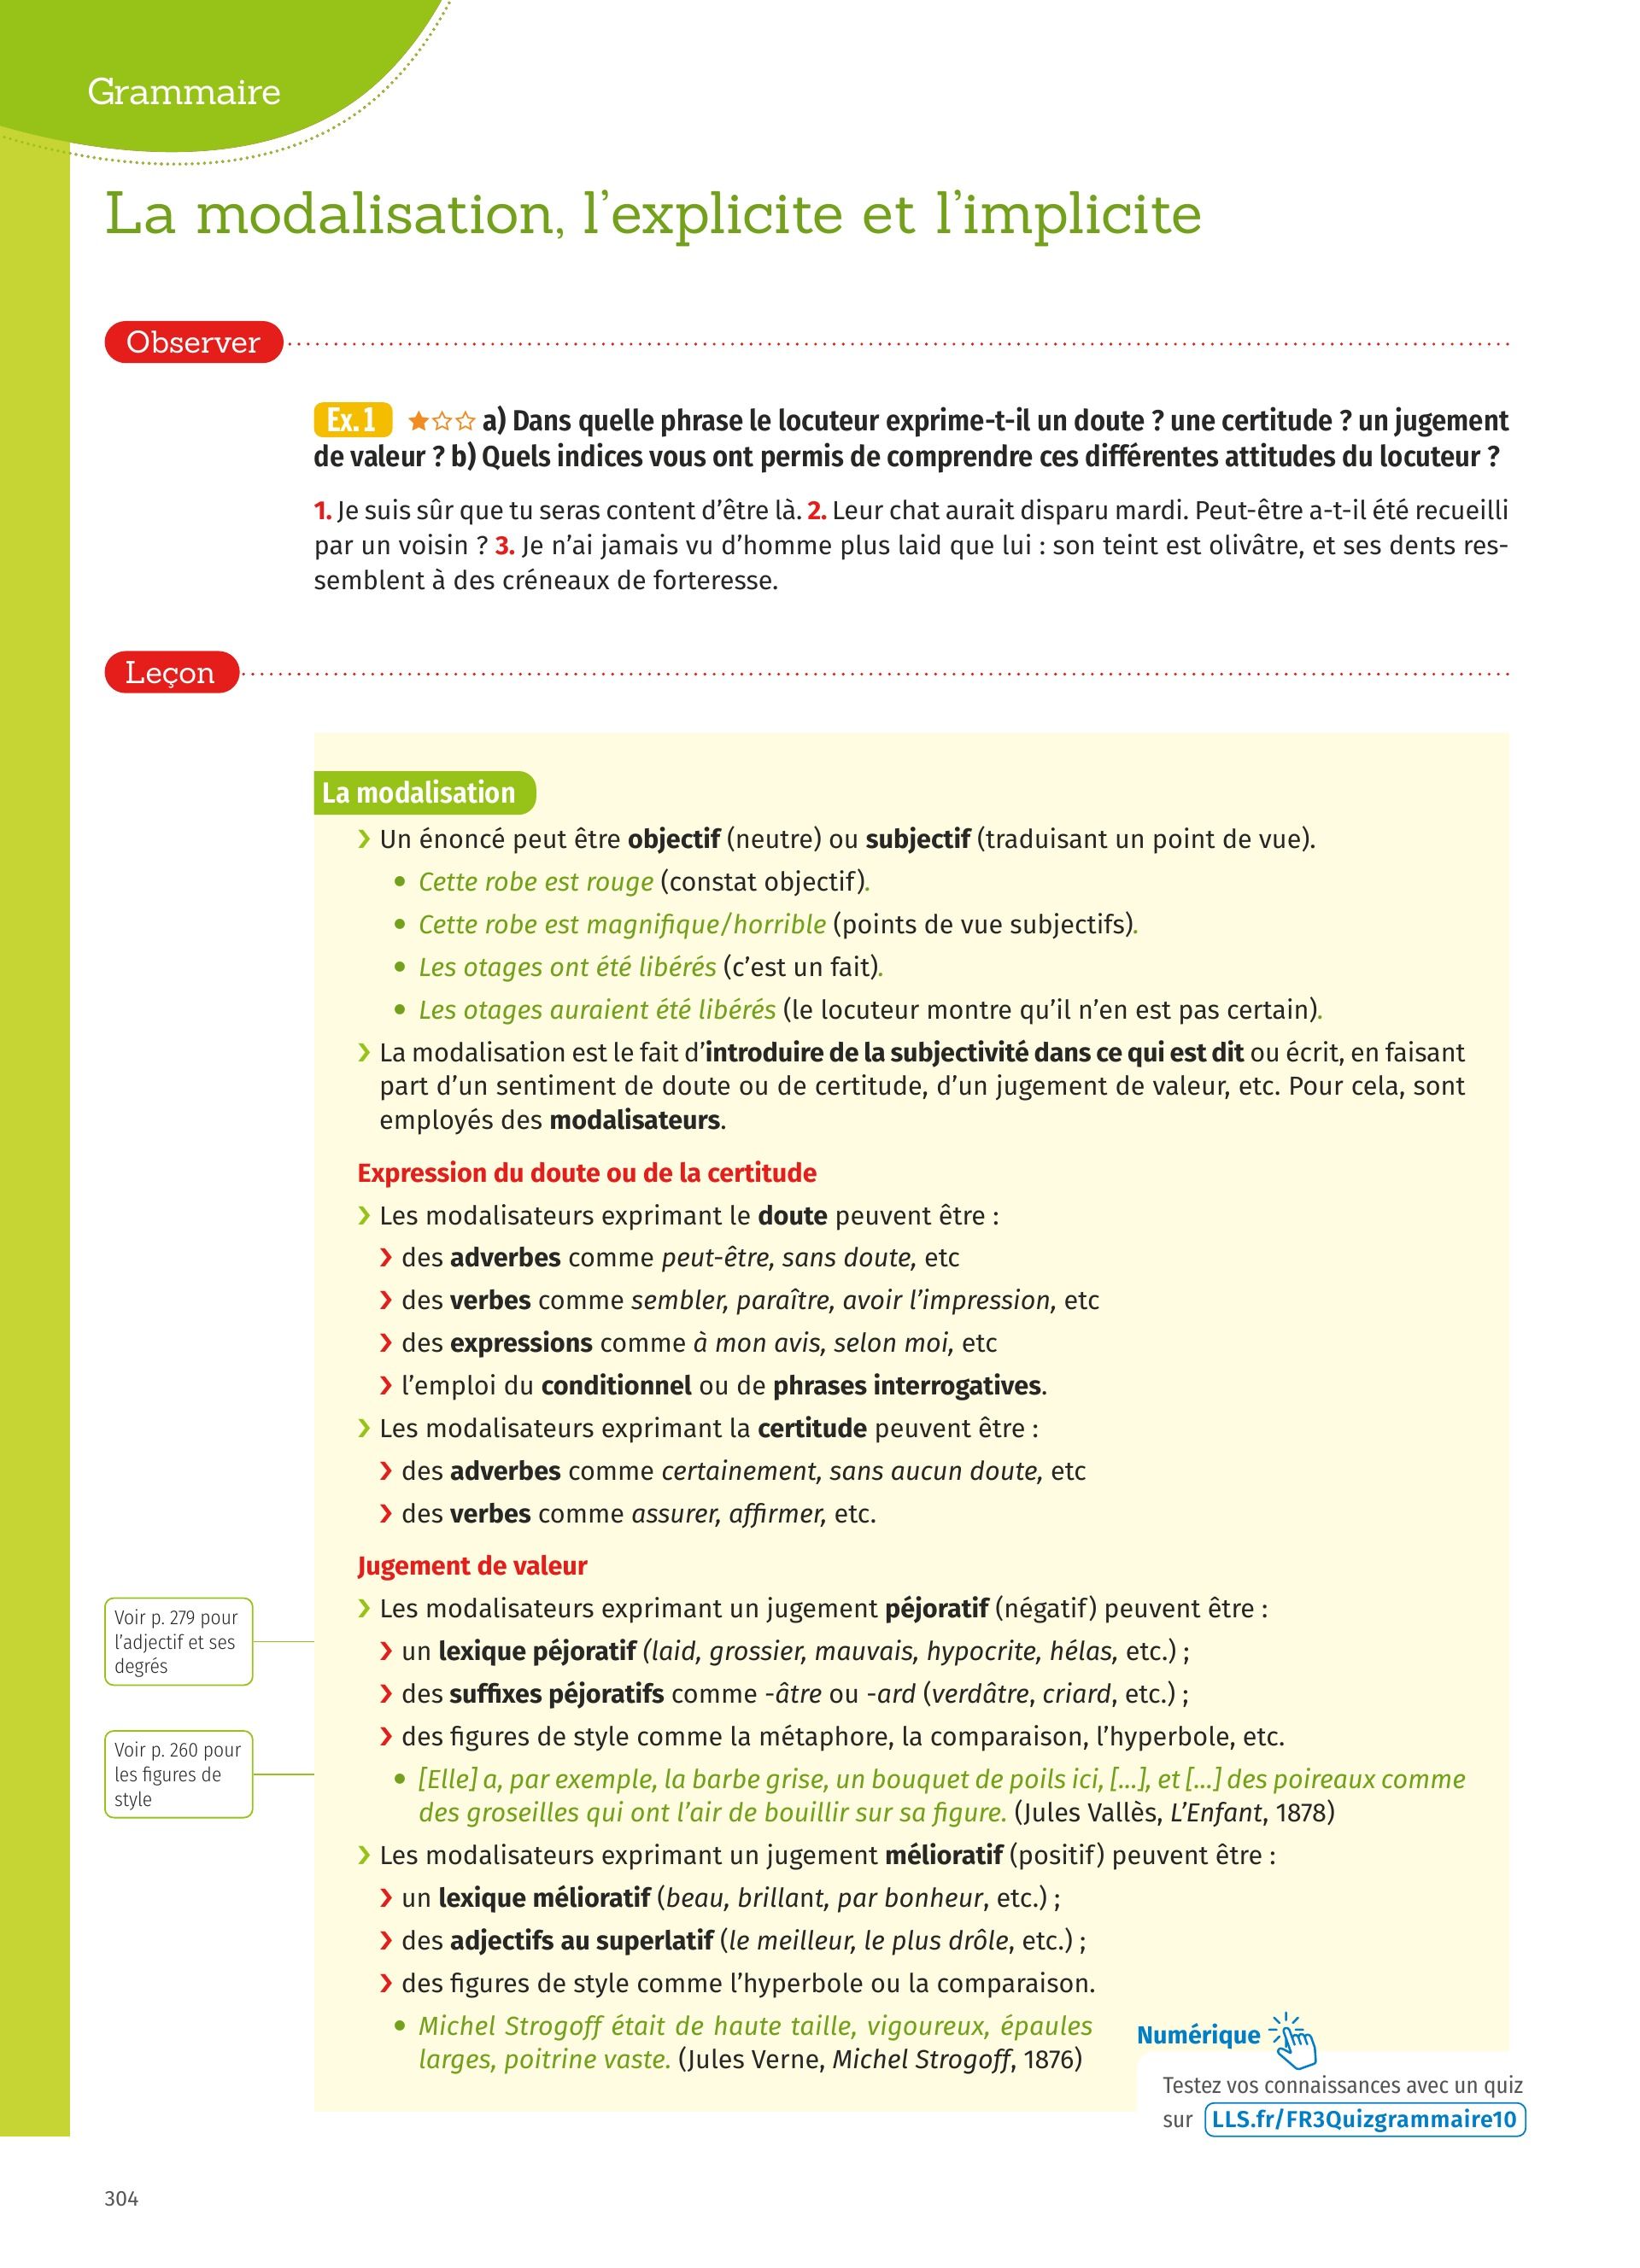 Grammaire
La modalisation, l’explicite et l’implicite
Observer
Ex. 1 ★☆☆ a) Dans quelle phrase le locuteur exprime-t-il un doute ? une certitude ? un jugement
de valeur ? b) Quels indices vous ont permis de comprendre ces différentes attitudes du locuteur ?
1. Je suis sûr que tu seras content d’être là. 2. Leur chat aurait disparu mardi. Peut-être a-t-il été recueilli
par un voisin ? 3. Je n’ai jamais vu d’homme plus laid que lui : son teint est olivâtre, et ses dents res-
semblent à des créneaux de forteresse.
Leçon
La modalisation
› Un énoncé peut être objectif (neutre) ou subjectif (traduisant un point de vue).
• Cette robe est rouge (constat objectif).
• Cette robe est magnifique/horrible (points de vue subjectifs).
• Les otages ont été libérés (c’est un fait).
• Les otages auraient été libérés (le locuteur montre qu’il n’en est pas certain).
› La modalisation est le fait d’introduire de la subjectivité dans ce qui est dit ou écrit, en faisant
part d’un sentiment de doute ou de certitude, d’un jugement de valeur, etc. Pour cela, sont
employés des modalisateurs.
Expression du doute ou de la certitude
› Les modalisateurs exprimant le doute peuvent être :
› des adverbes comme peut-être, sans doute, etc
› des verbes comme sembler, paraître, avoir l’impression, etc
› des expressions comme à mon avis, selon moi, etc
› l’emploi du conditionnel ou de phrases interrogatives.
› Les modalisateurs exprimant la certitude peuvent être :
› des adverbes comme certainement, sans aucun doute, etc
› des verbes comme assurer, affirmer, etc.
Jugement de valeur
› Les modalisateurs exprimant un jugement péjoratif (négatif) peuvent être :
› un lexique péjoratif (laid, grossier, mauvais, hypocrite, hélas, etc.) ;
› des suffixes péjoratifs comme -âtre ou -ard (verdâtre, criard, etc.) ;
› des figures de style comme la métaphore, la comparaison, l’hyperbole, etc.
• [Elle] a, par exemple, la barbe grise, un bouquet de poils ici, [...], et [...] des poireaux comme
des groseilles qui ont l’air de bouillir sur sa figure. (Jules Vallès, L’Enfant, 1878)
› Les modalisateurs exprimant un jugement mélioratif (positif) peuvent être :
› un lexique mélioratif (beau, brillant, par bonheur, etc.) ;
› des adjectifs au superlatif (le meilleur, le plus drôle, etc.) ;
› des figures de style comme l’hyperbole ou la comparaison.
• Michel Strogoff était de haute taille, vigoureux, épaules
larges, poitrine vaste. (Jules Verne, Michel Strogoff, 1876)
Voir p. 279 pour
l’adjectif et ses
degrés
Voir p. 260 pour
les figures de
style
Numérique
Testez vos connaissances avec un quiz
sur LLS.fr/FR3Quizgrammaire10
304